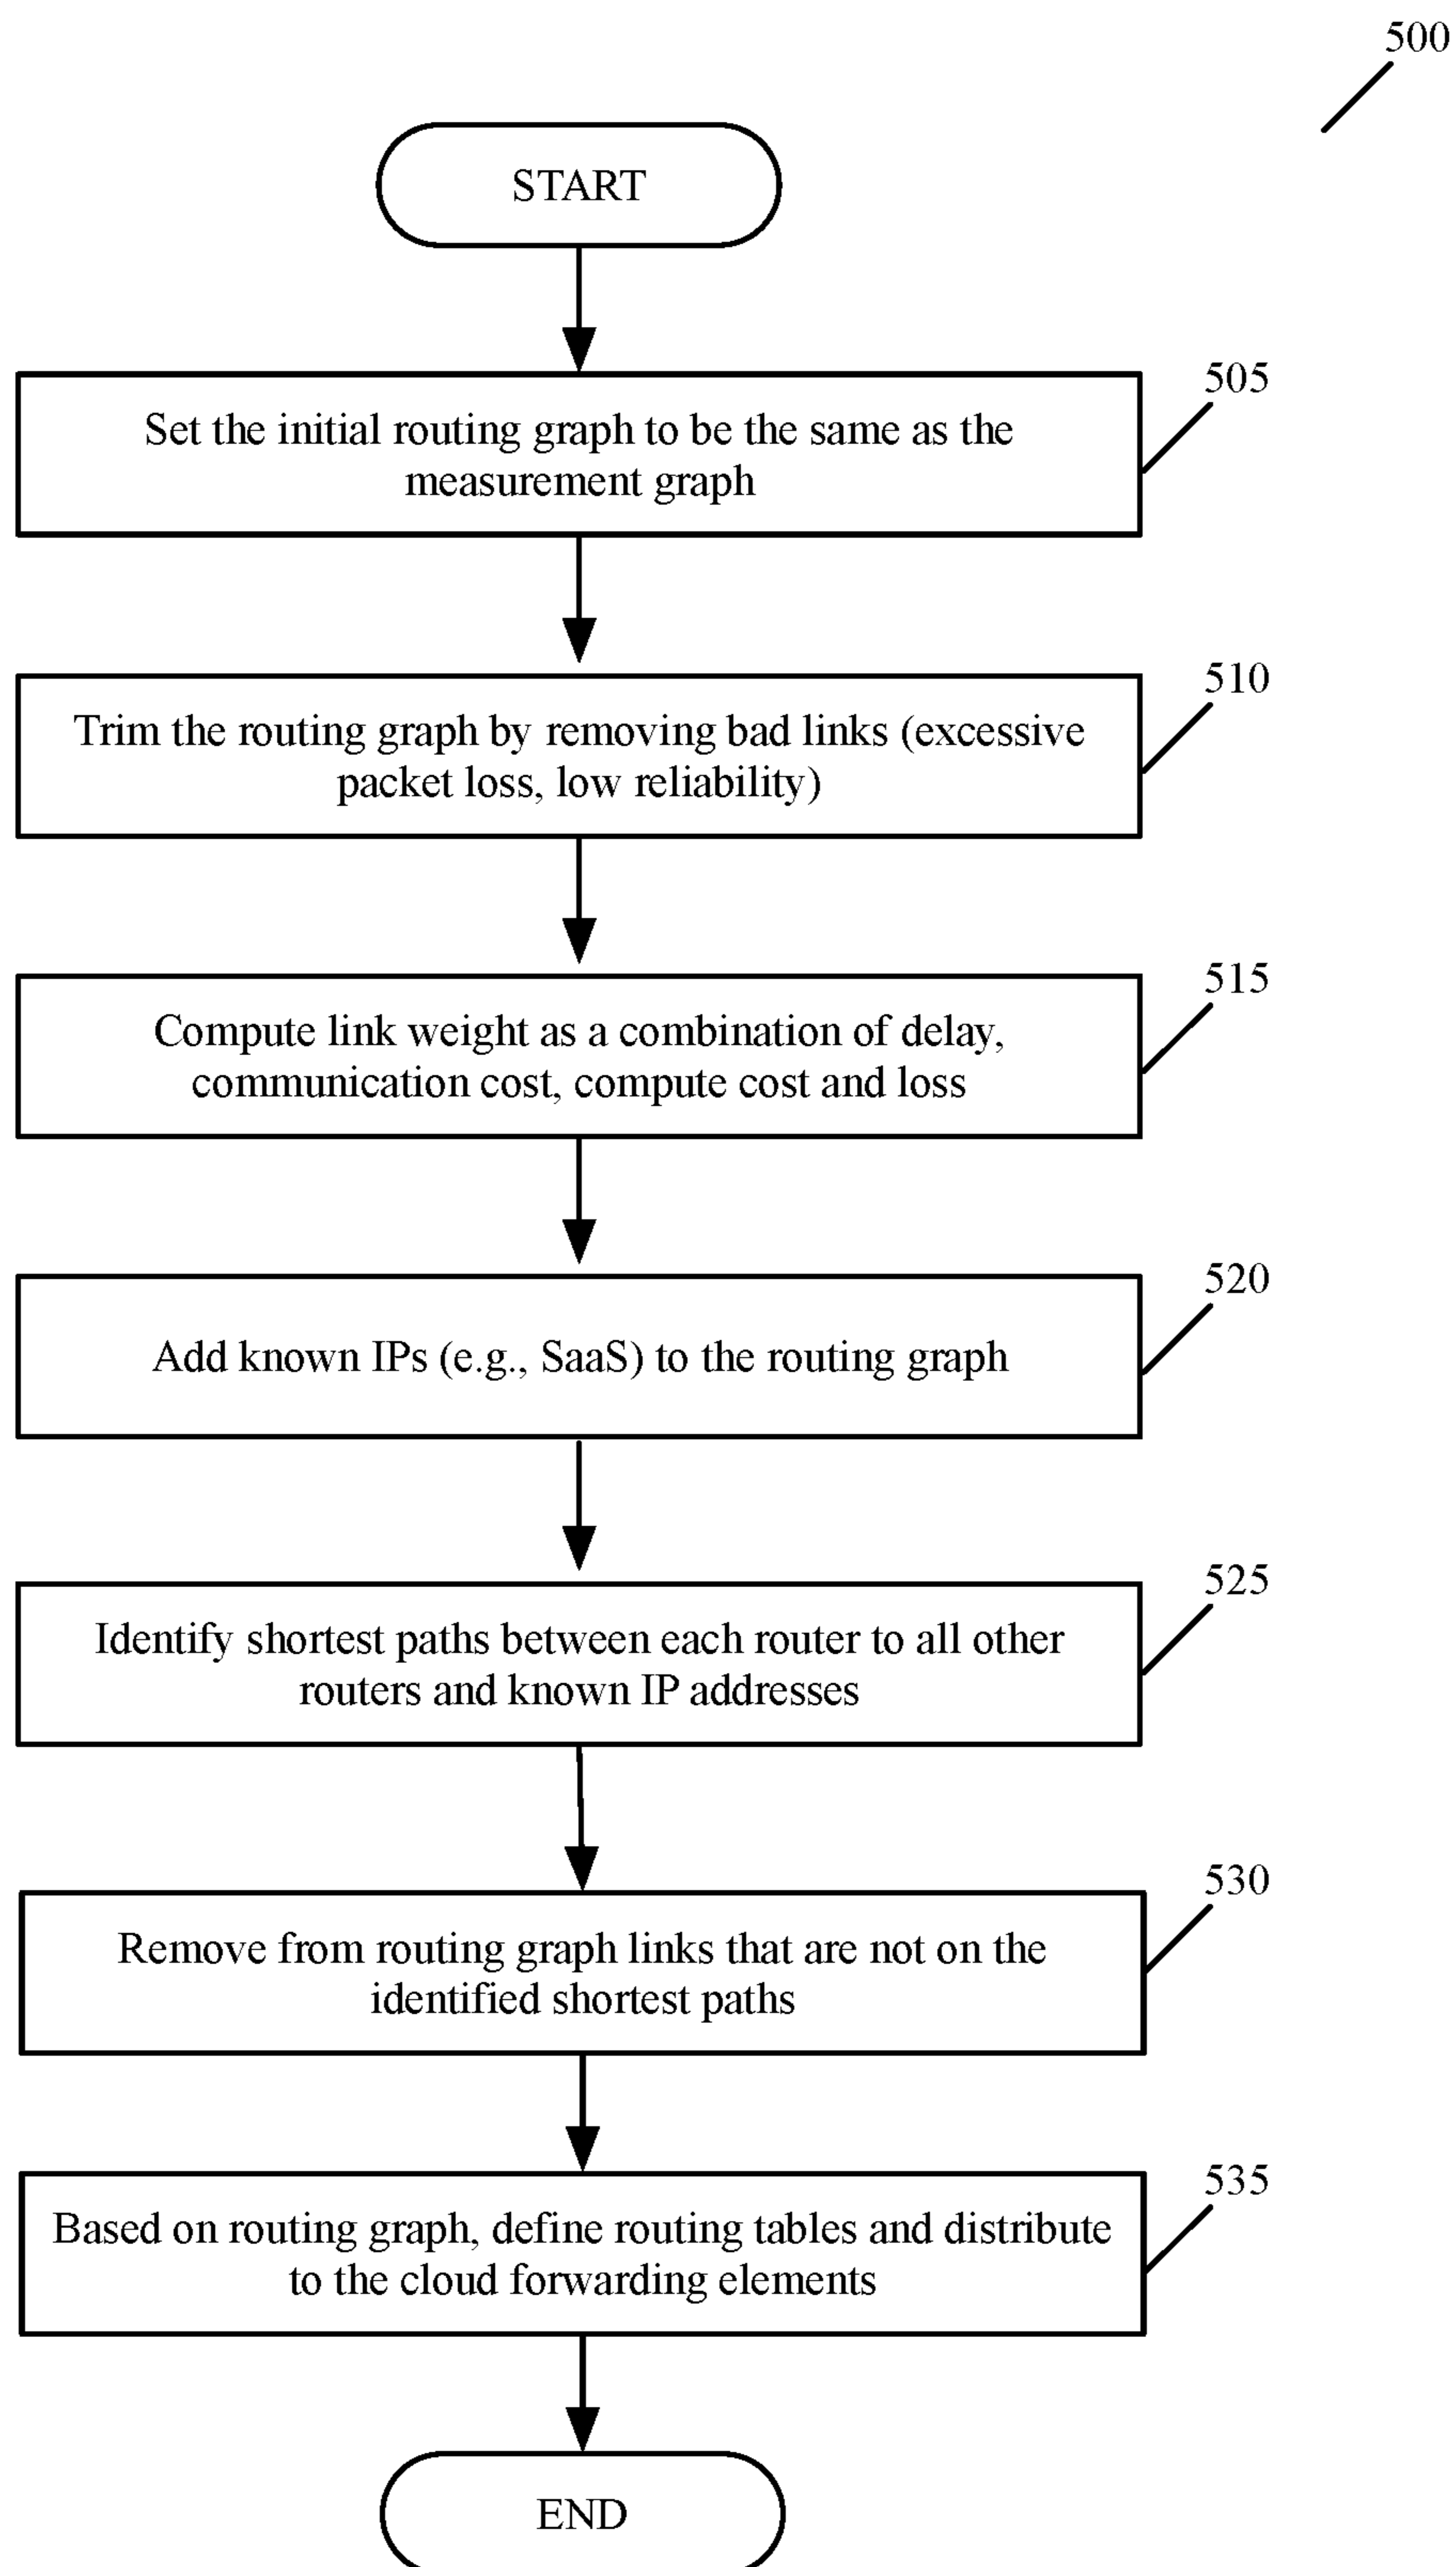 500
START
505
Set the initial routing graph to be the same as the
measurement graph
510
Trim the routing graph by removing bad links (excessive
packet loss, low reliability)
515
Compute link weight as a combination of delay,
communication cost, compute cost and loss
520
Add known IPs (e.g., SaaS) to the routing graph
525
Identify shortest paths between each router to all other
routers and known IP addresses
530
Remove from routing graph links that are not on the
identified shortest paths
535
Based on routing graph, define routing tables and distribute
to the cloud forwarding elements
END